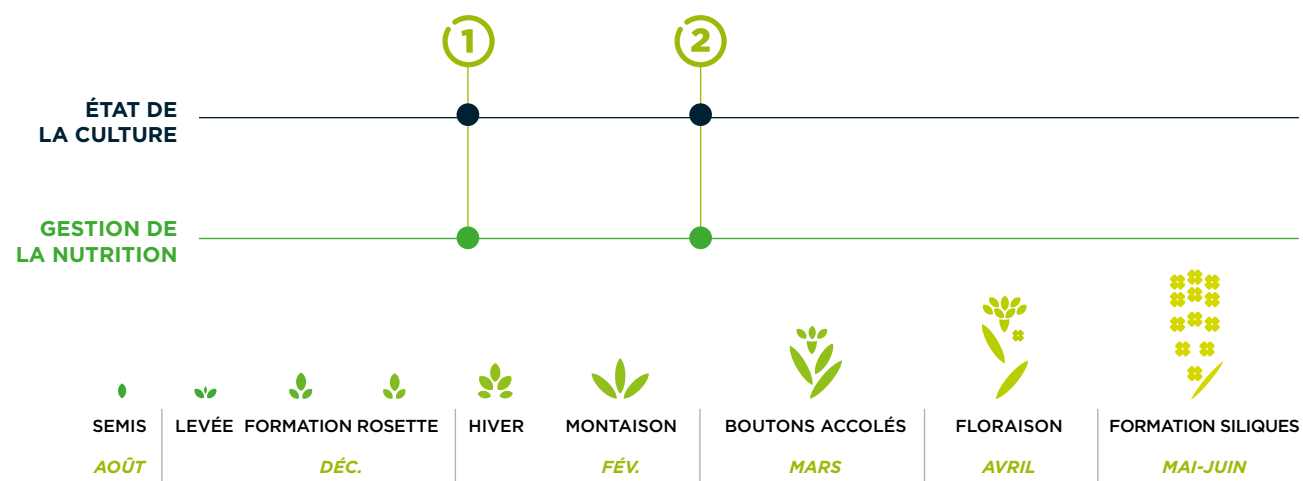 1
2
ÉTAT DE
LA CULTURE
GESTION DE
LA NUTRITION
SEMIS LEVÉE FORMATION ROSETTE HIVER MONTAISON BOUTONS ACCOLÉS FLORAISON FORMATION SILIQUES
AOÛT DÉC. FÉV. MARS AVRIL MAI-JUIN